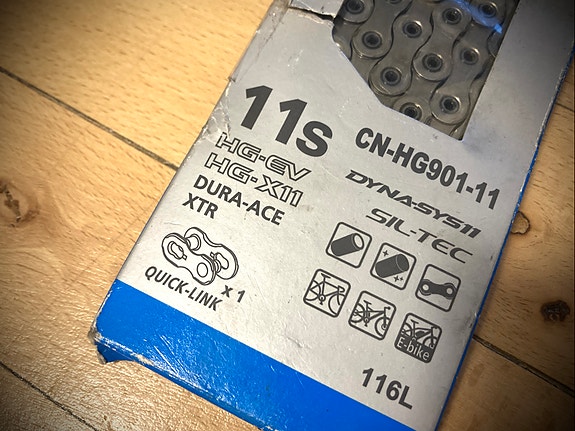 11s
CN-HG901-11
HG-EV
HG-X11
DURA-ACE
XTR
DYNA-SYS11
SIL-TEC
QUICK-LINK x 1
E-bike
116L